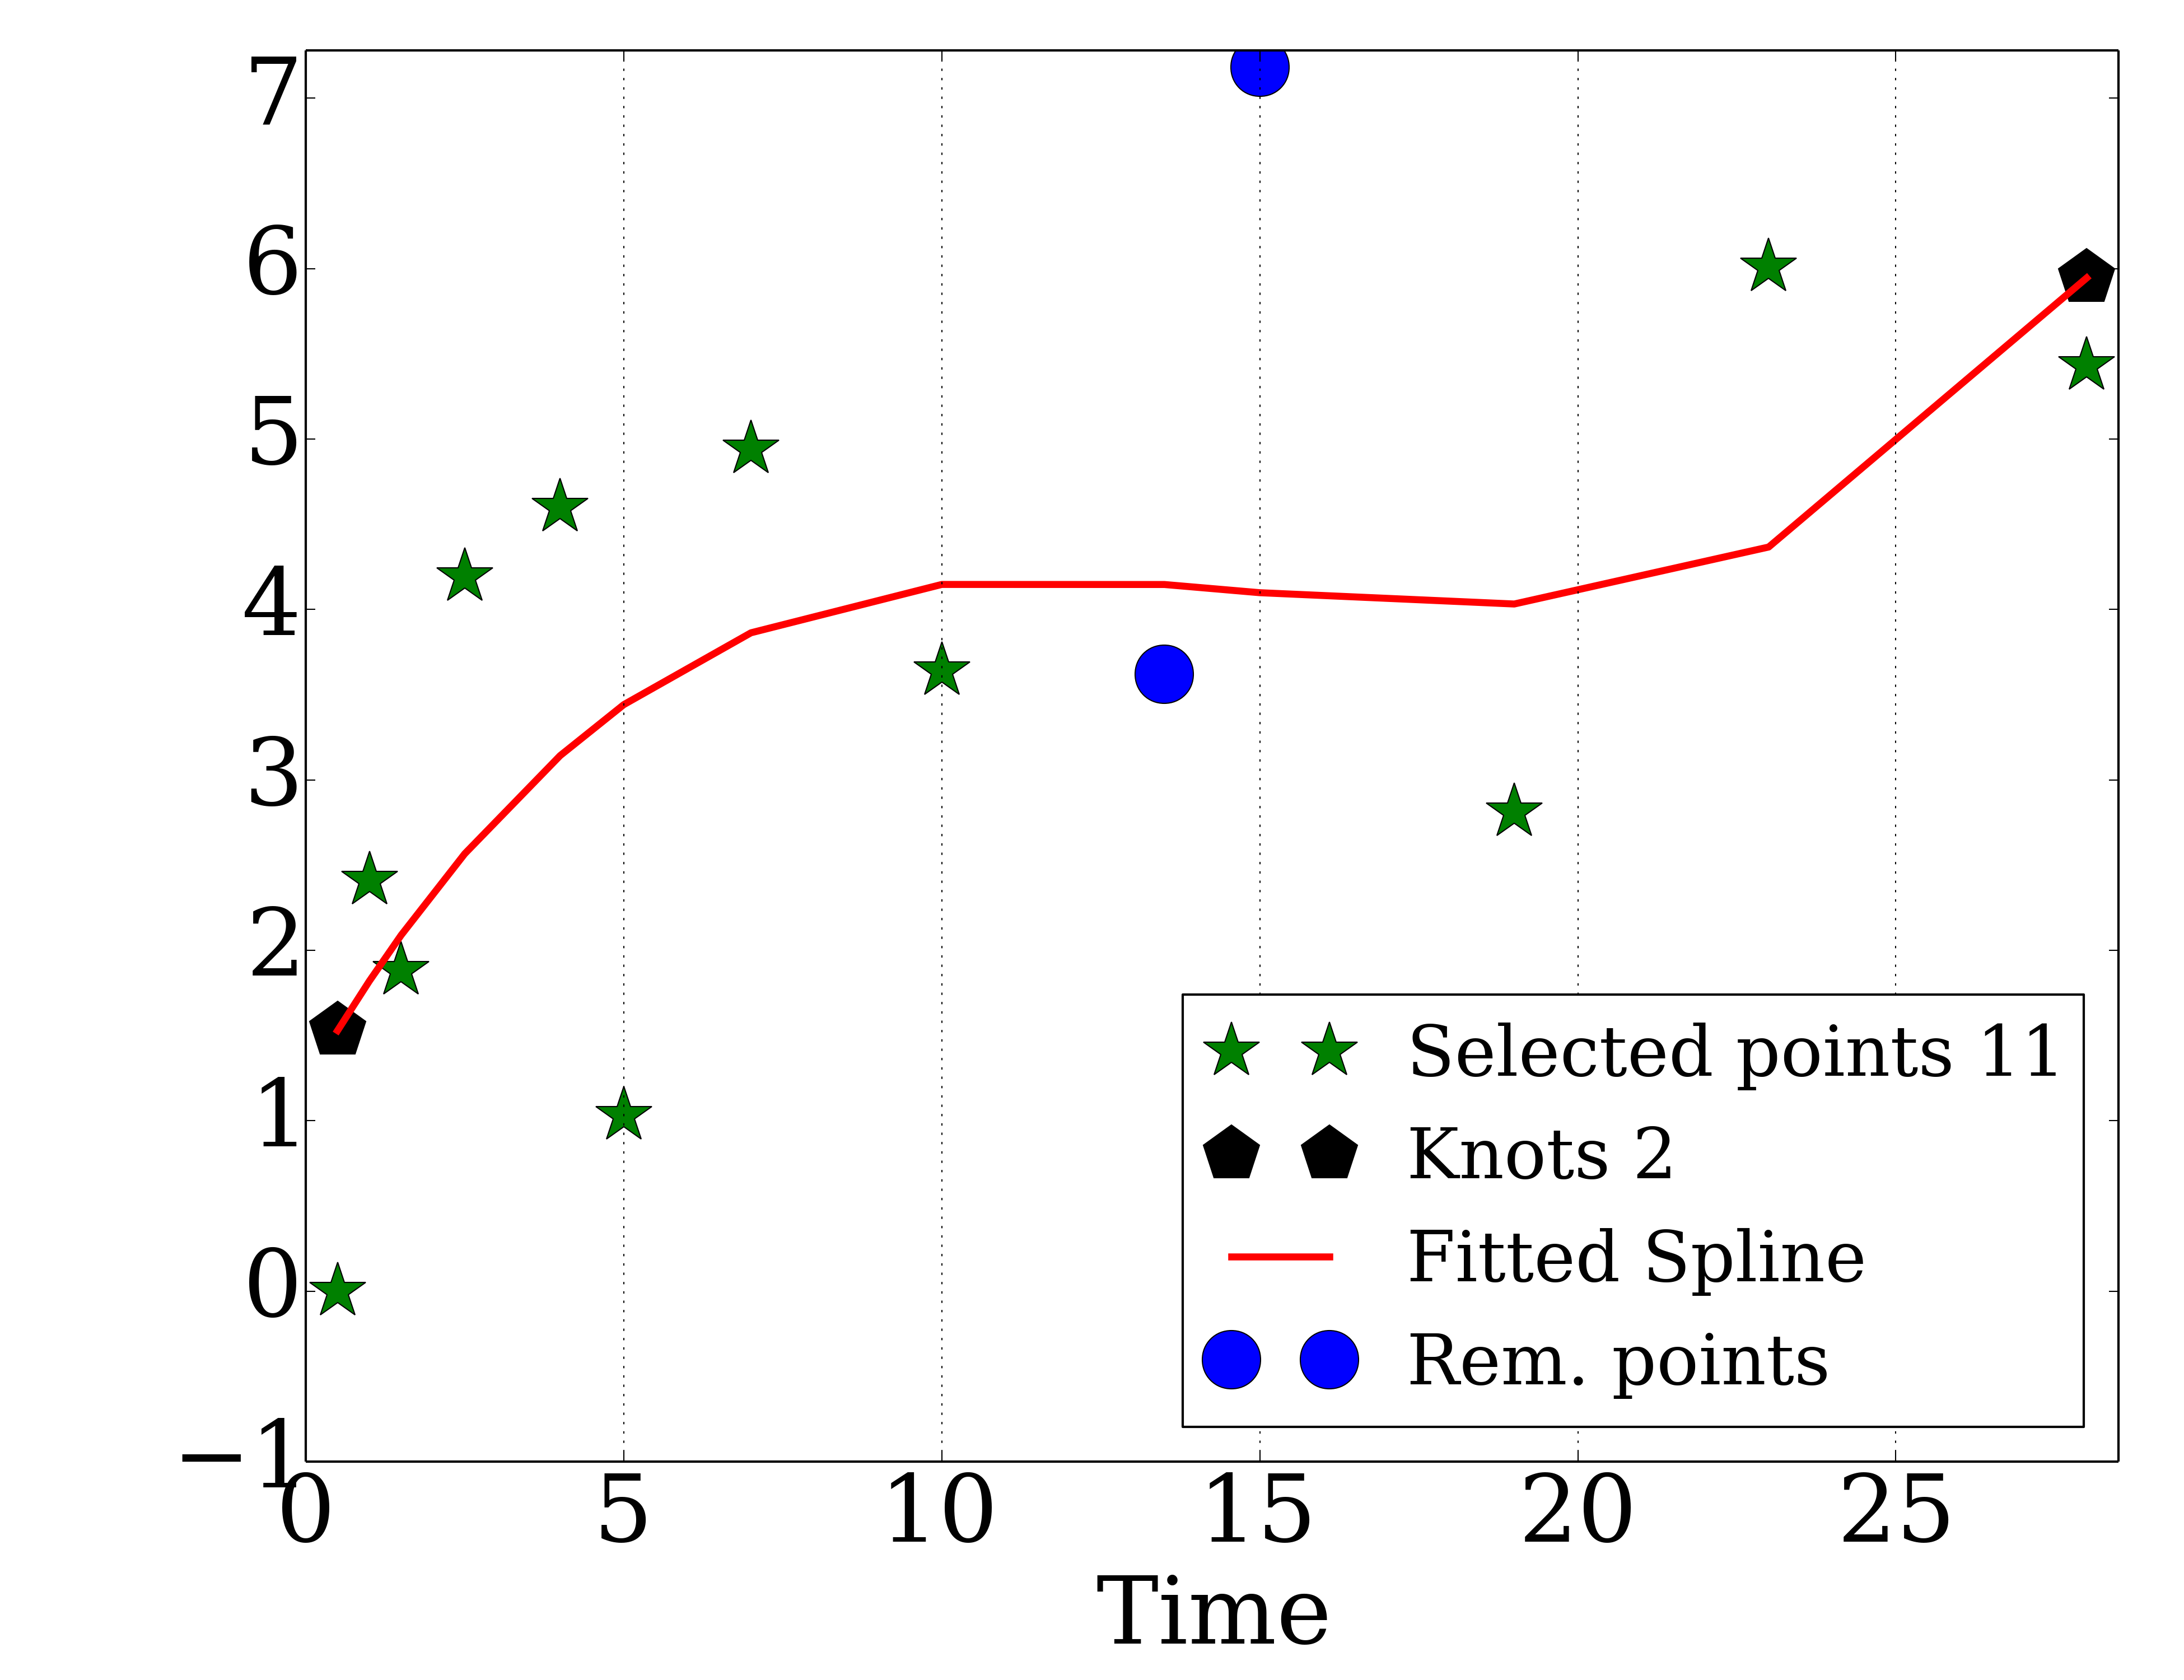 7
6
5
4
3
2
1
0
−1
Selected points 11
Knots 2
Fitted Spline
Rem. points
0 5 10 15 20 25
Time